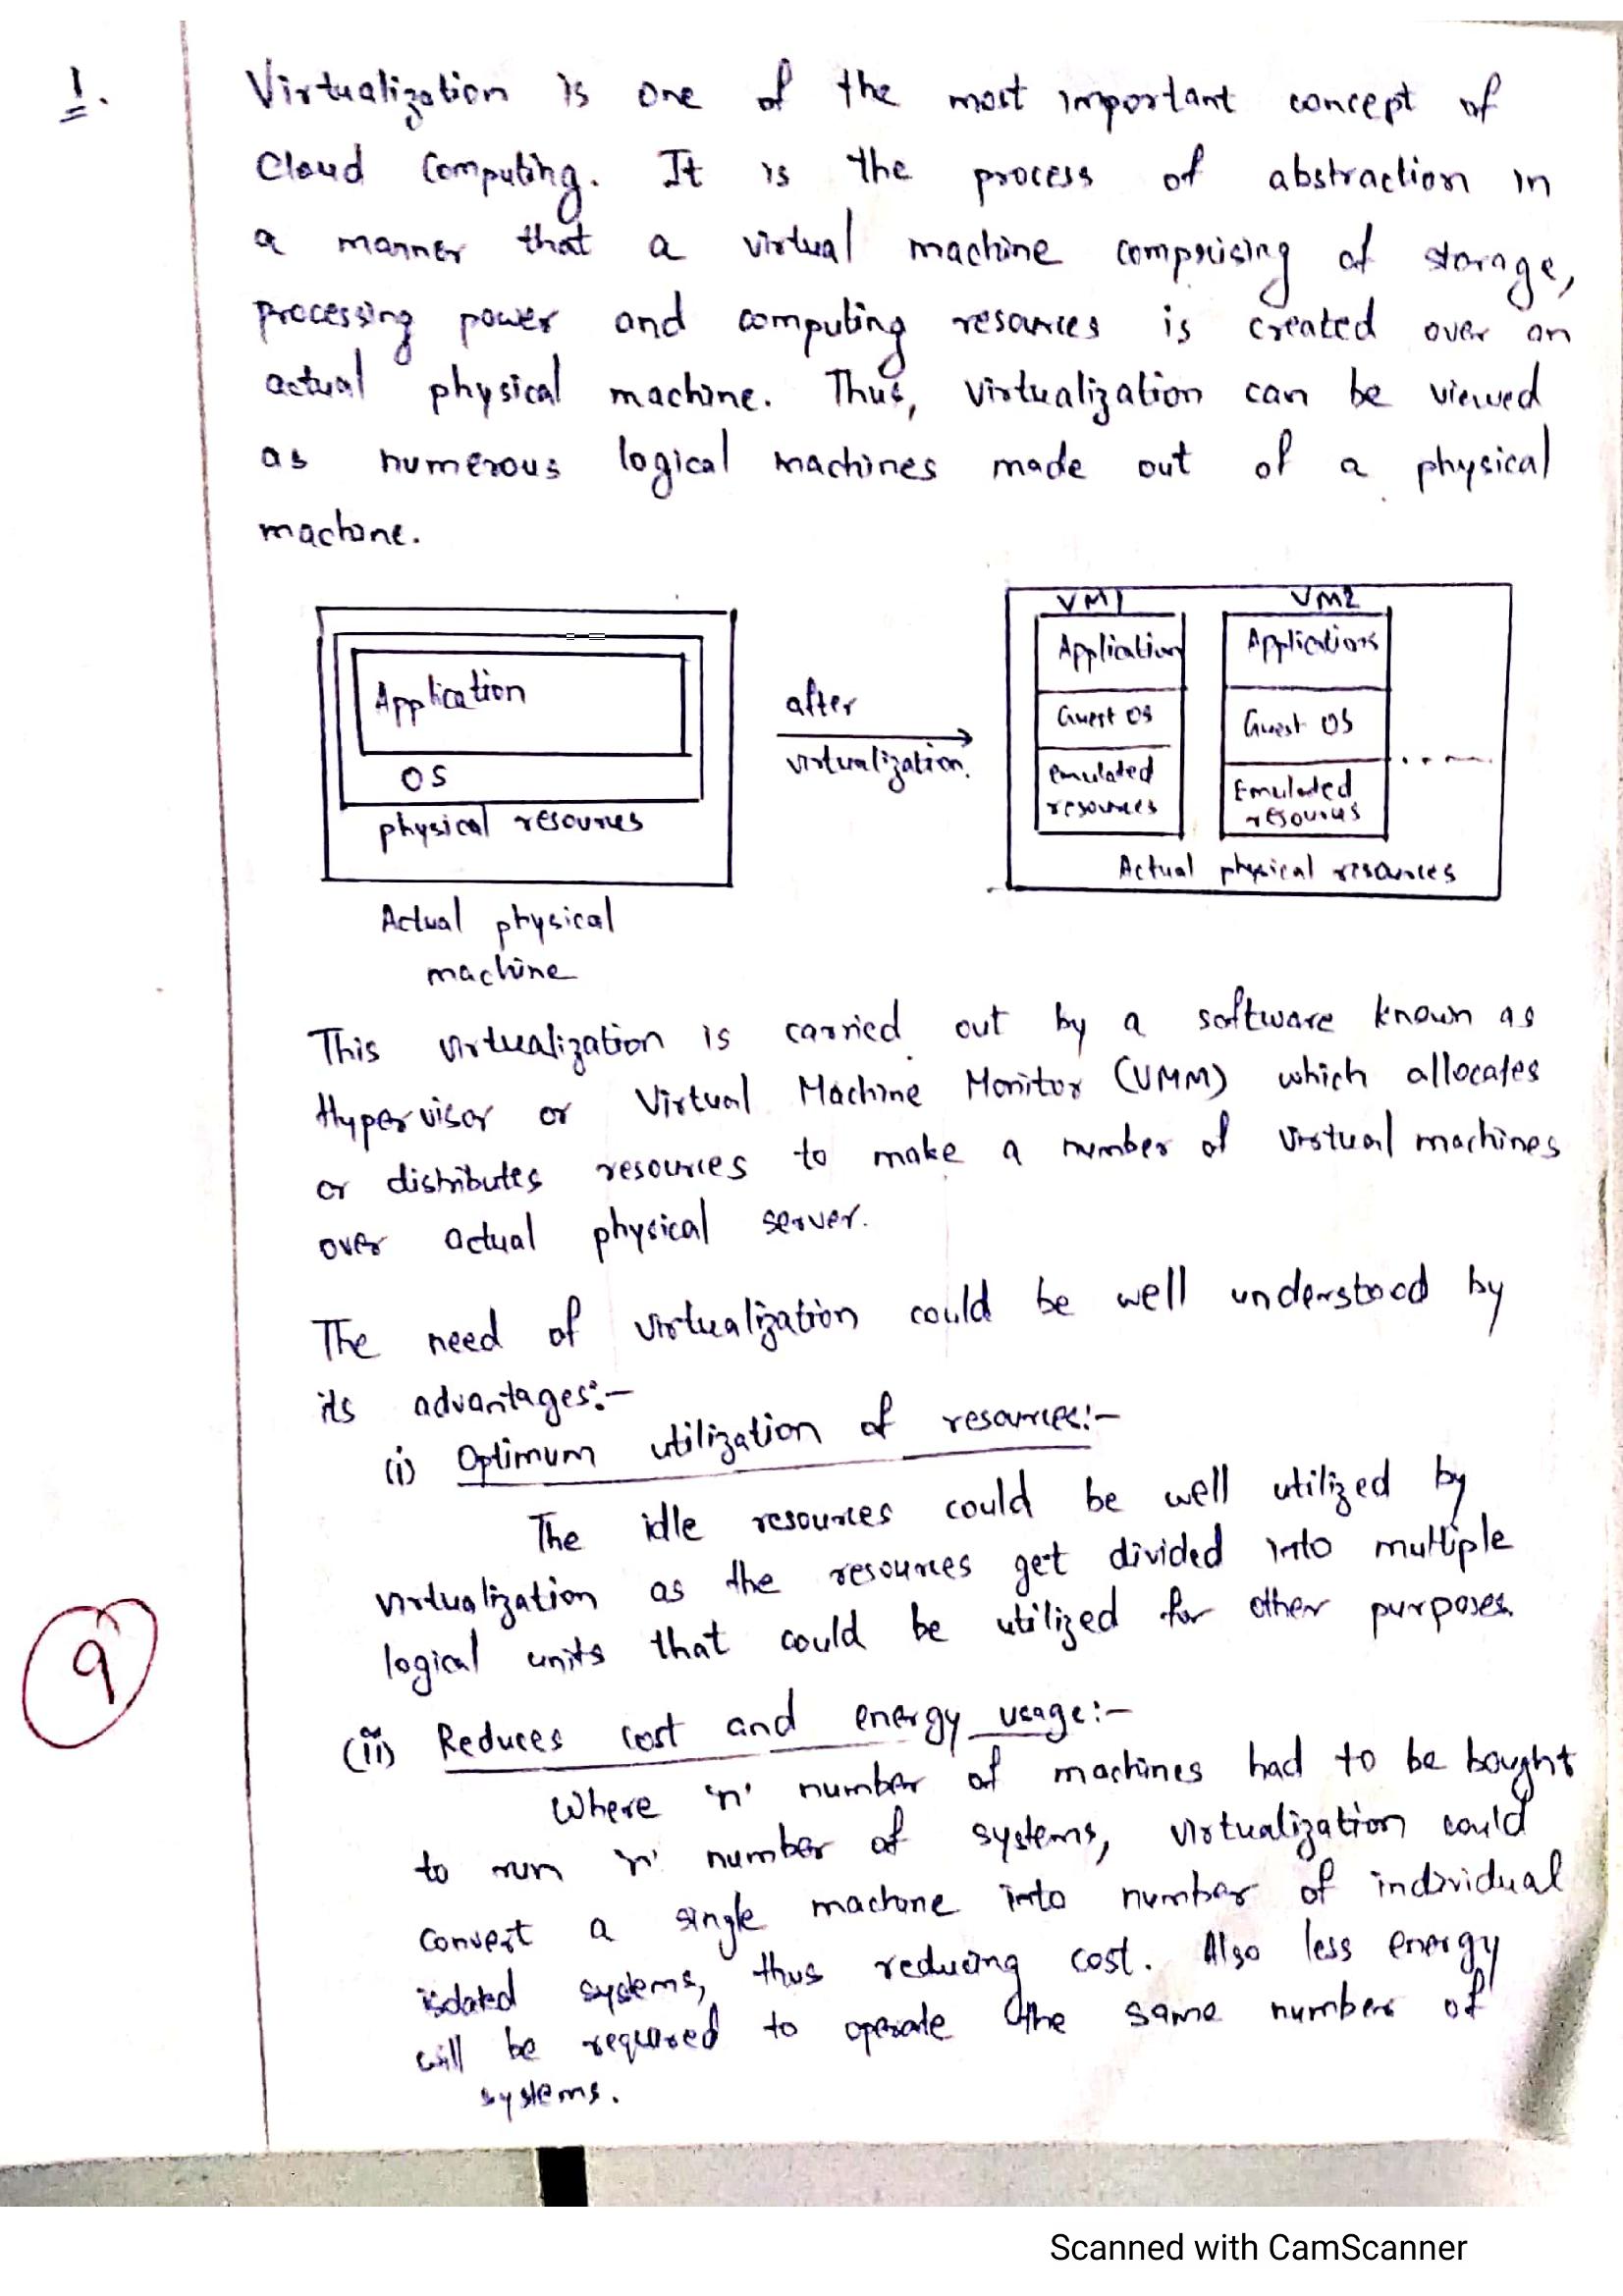 1.
Virtualization is one of the most important concept of
Cloud Computing. It is the process of abstraction in
a manner that a virtual machine comprising of storage,
processing power and computing resources is created over an
actual physical machine. Thus, virtualization can be viewed
as numerous logical machines made out of a physical
machine.
Application
OS
physical resources
Actual physical
machine
after
virtualization.
VM1 VM2
Application Applications
Guest OS Guest OS
emulated
resources
Emulated
resources
.....
Actual physical resources
This virtualization is carried out by a software known as
Hypervisor or Virtual Machine Monitor (VMM) which allocates
or distributes resources to make a number of virtual machines
over actual physical server.
The need of virtualization could be well understood by
its advantages:-
(i) Optimum utilization of resources:-
The idle resources could be well utilized by
virtualization as the resources get divided into multiple
logical units that could be utilized for other purposes.
9
(ii) Reduces cost and energy usage:-
Where 'n' number of machines had to be bought
to run 'n' number of systems, virtualization could
convert a single machine into number of individual
isolated systems, thus reducing cost. Also less energy
will be required to operate the same number of
systems.
Scanned with CamScanner